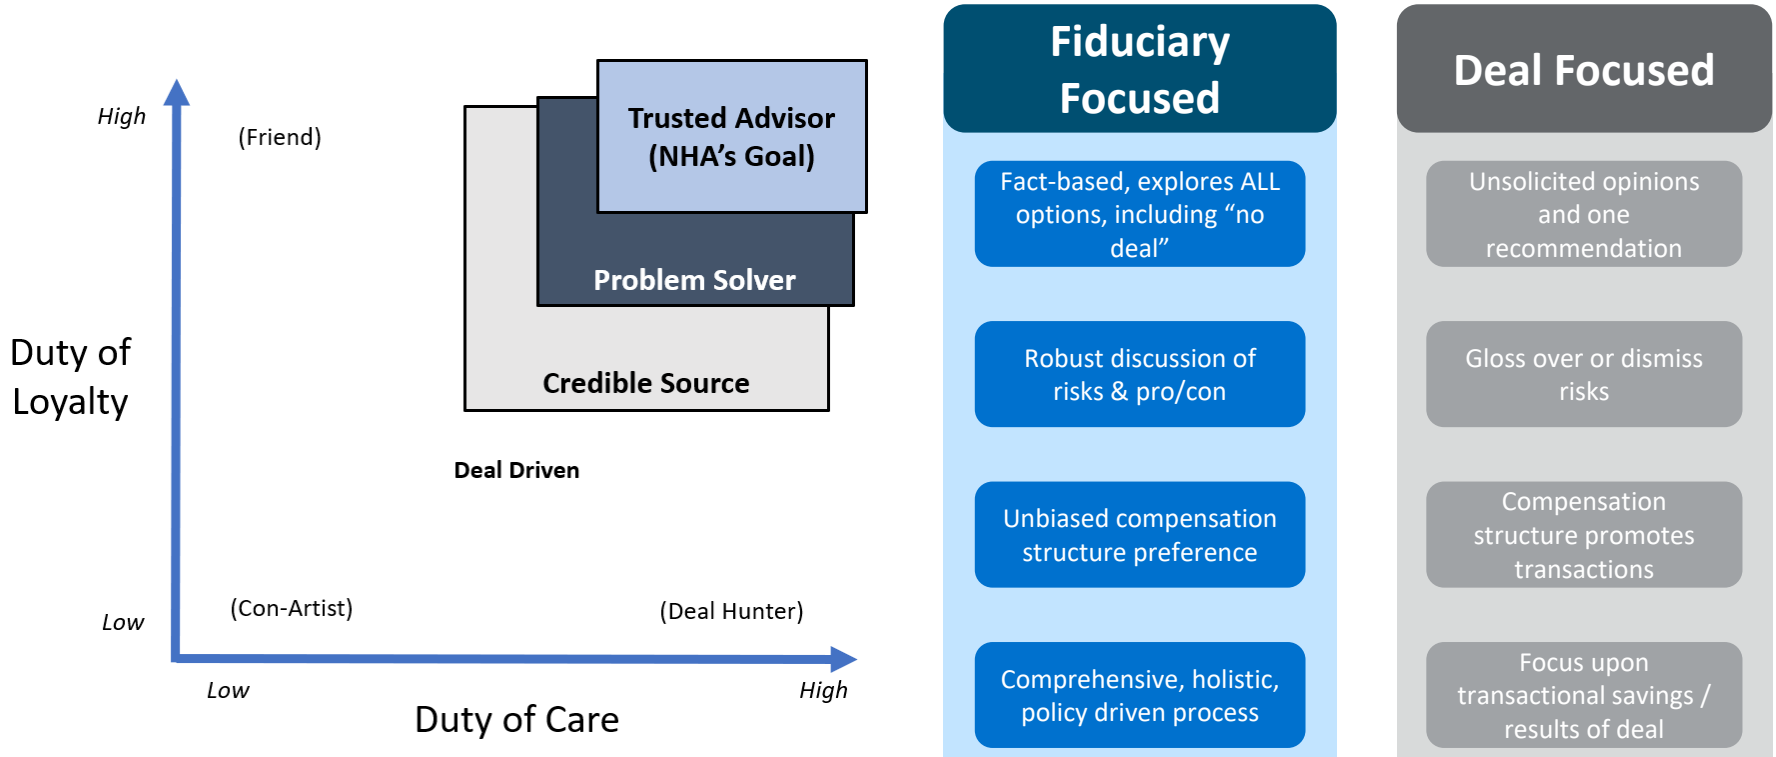 High
(Friend)
Trusted Advisor
(NHA’s Goal)
Problem Solver
Duty of
Loyalty
Credible Source
Deal Driven
(Con-Artist)
(Deal Hunter)
Low
Low
High
Duty of Care
Fiduciary
Focused
Fact-based, explores ALL
options, including “no
deal”
Robust discussion of
risks & pro/con
Unbiased compensation
structure preference
Comprehensive, holistic,
policy driven process
Deal Focused
Unsolicited opinions
and one
recommendation
Gloss over or dismiss
risks
Compensation
structure promotes
transactions
Focus upon
transactional savings /
results of deal